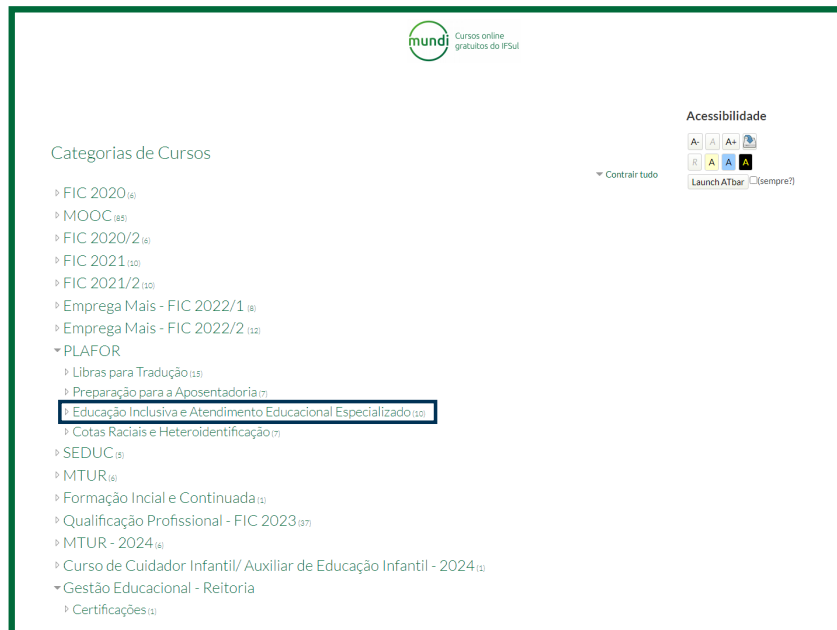 mundi Cursos online
gratuitos do IFSul
Acessibilidade
A- A A+
R A A A
Launch ATbar (sempre?)
Categorias de Cursos
Contrair tudo
FIC 2020 (6)
MOOC (85)
FIC 2020/2 (6)
FIC 2021 (10)
FIC 2021/2 (10)
Emprega Mais - FIC 2022/1 (8)
Emprega Mais - FIC 2022/2 (12)
PLAFOR
Libras para Tradução (15)
Preparação para a Aposentadoria (7)
Educação Inclusiva e Atendimento Educacional Especializado (10)
Cotas Raciais e Heteroidentificação (7)
SEDUC (5)
MTUR (6)
Formação Incial e Continuada (1)
Qualificação Profissional - FIC 2023 (37)
MTUR - 2024 (6)
Curso de Cuidador Infantil/ Auxiliar de Educação Infantil - 2024 (1)
Gestão Educacional - Reitoria
Certificações (1)